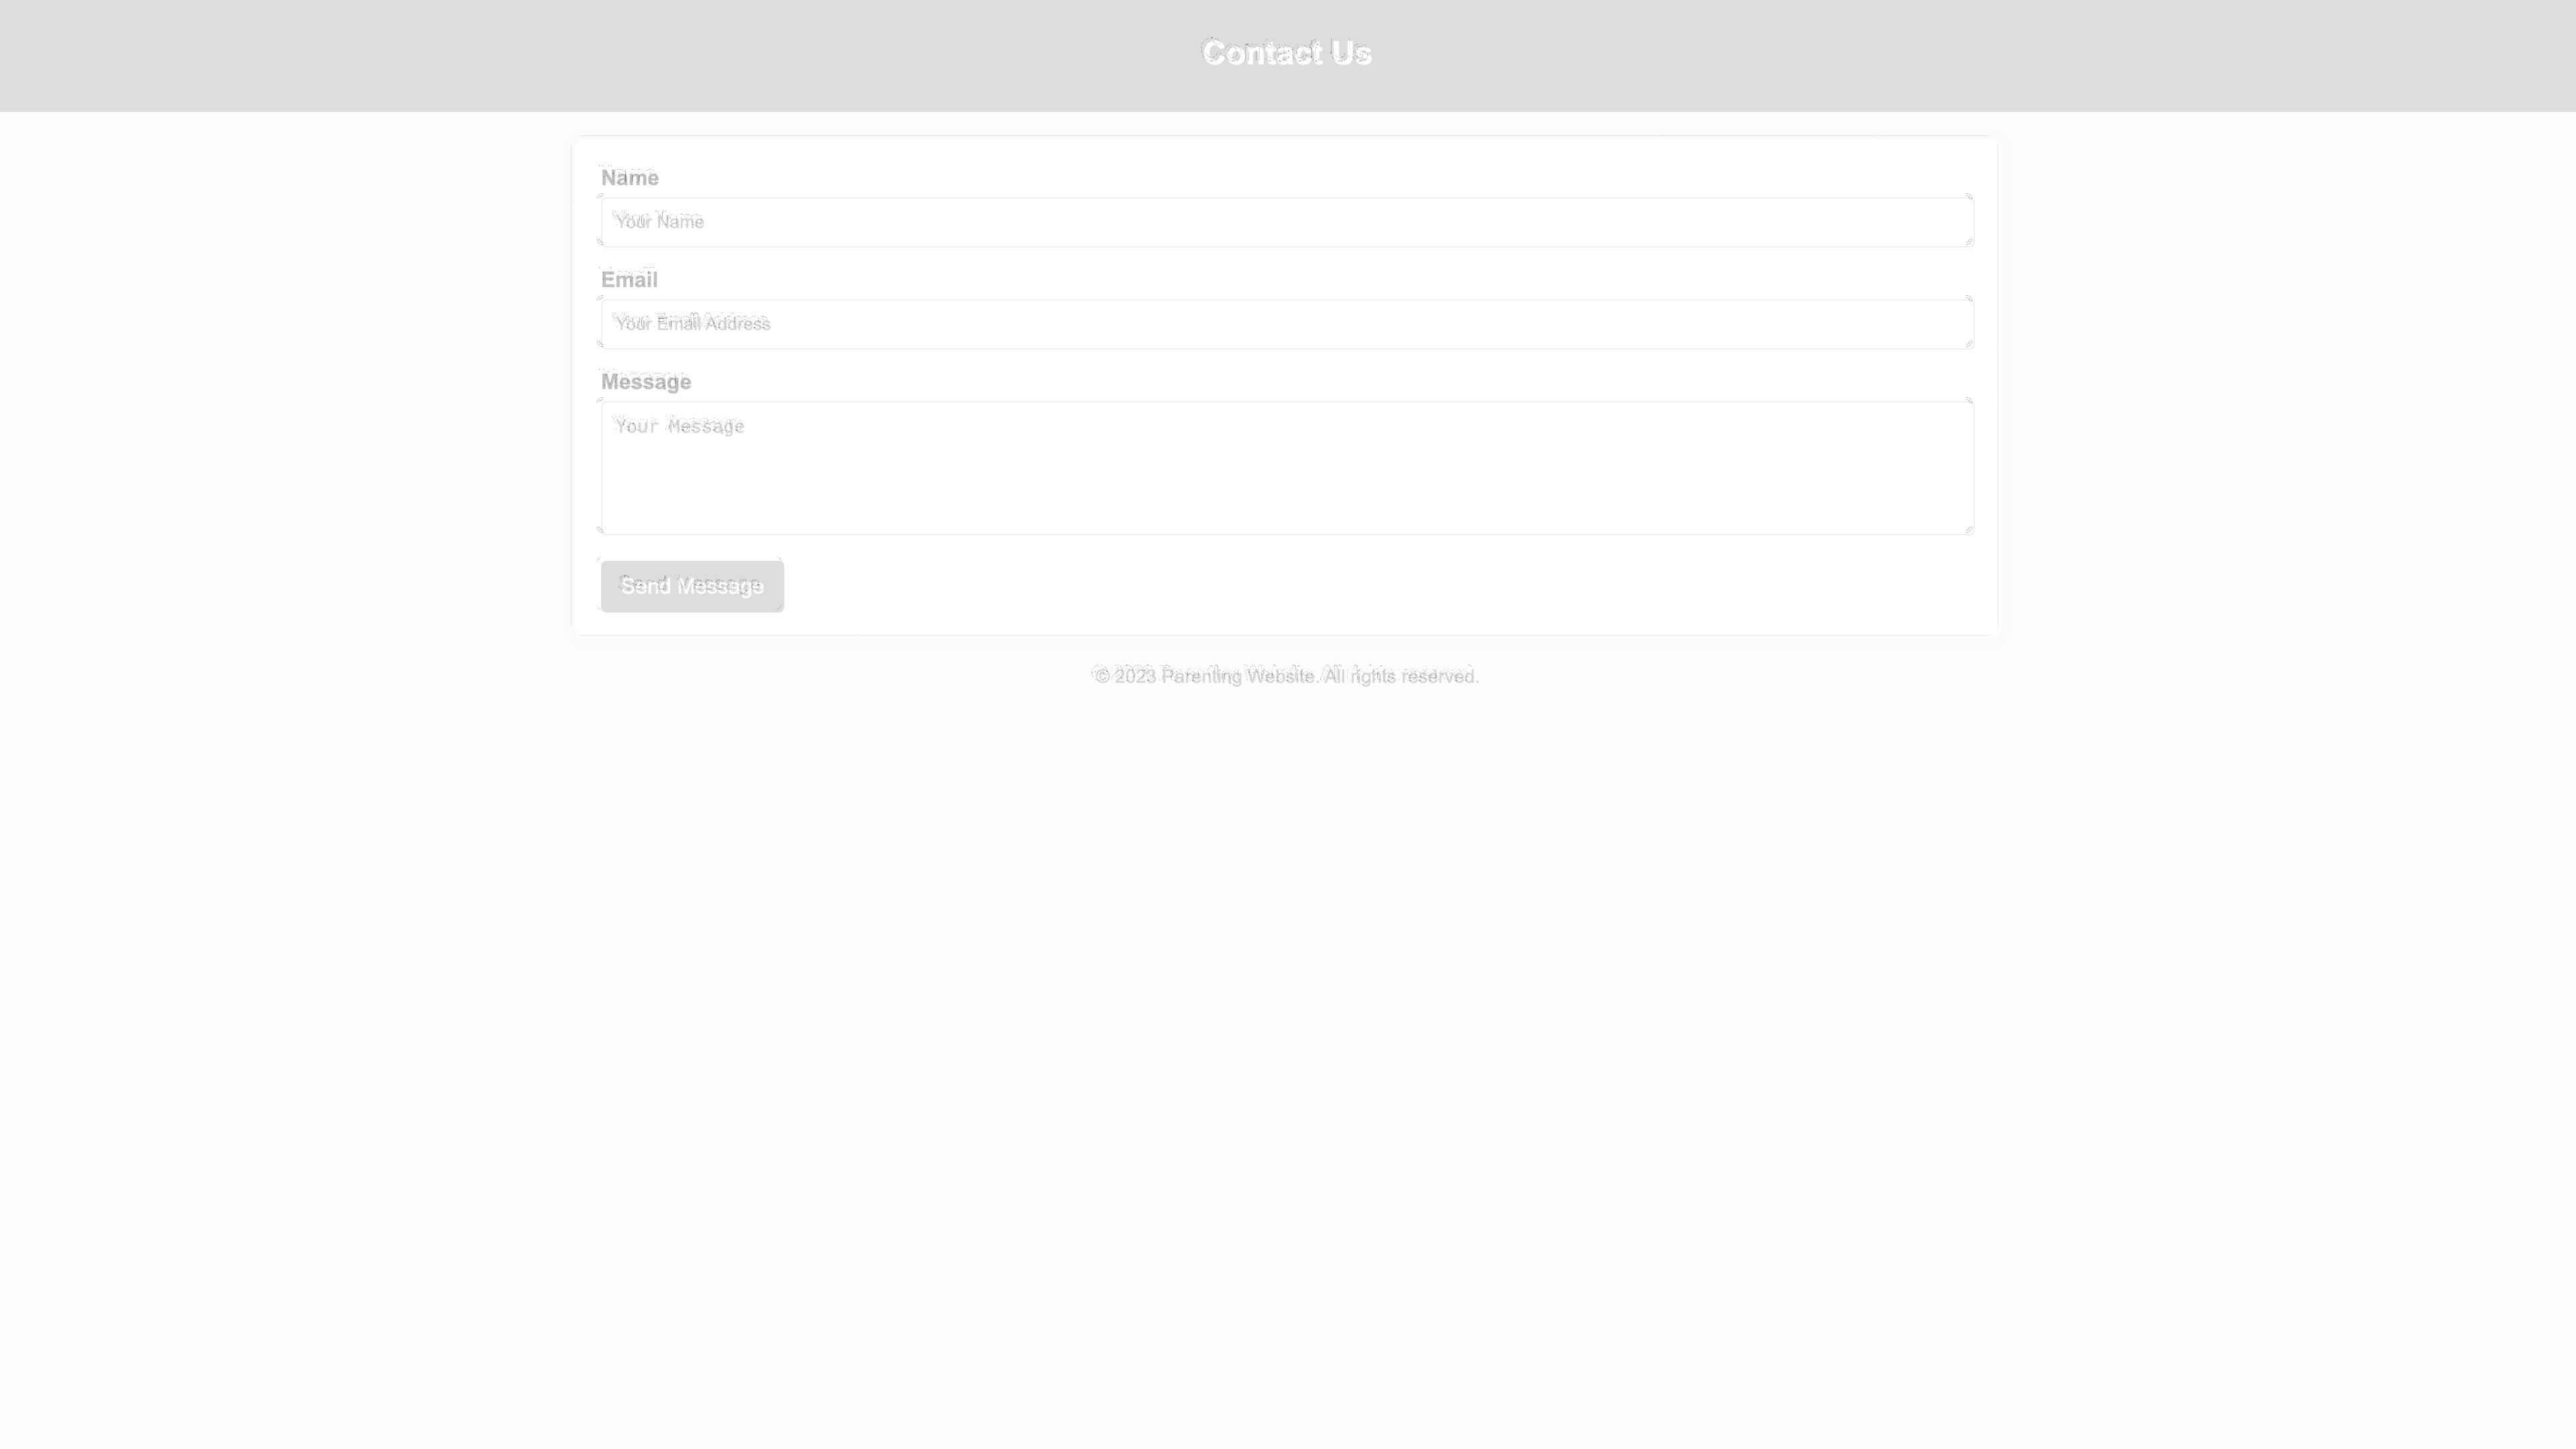 Contact Us
Name
Your Name
Email
Your Email Address
Message
Your Message
Send Message
© 2023 Parenting Website. All rights reserved.